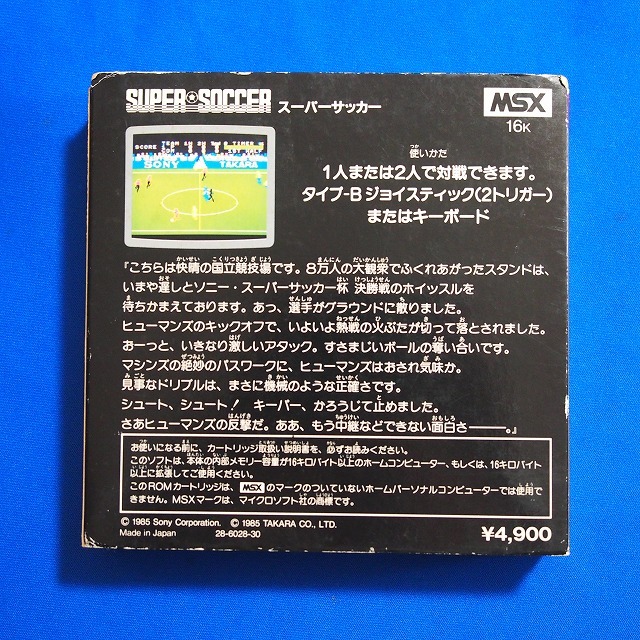 SUPER SOCCER スーパーサッカー
MSX
16K
SCORE
SONY TAKARA
使いかた
1人または2人で対戦できます。
タイプ-Bジョイスティック(2トリガー)
またはキーボード
『こちらは快晴の国立競技場です。8万人の大観衆でふくれあがったスタンドは、
いまや遅しとソニー・スーパーサッカー杯 決勝戦のホイッスルを
待ちかまえております。あっ、選手がグラウンドに散りました。
ヒューマンズのキックオフで、いよいよ熱戦の火ぶたが切って落とされました。
おーっと、いきなり激しいアタック。すさまじいボールの奪い合いです。
マシンズの絶妙のパスワークに、ヒューマンズはおされ気味か。
見事なドリブルは、まさに機械のような正確さです。
シュート、シュート! キーパー、かろうじて止めました。
さあヒューマンズの反撃だ。ああ、もう中継などできない面白さ——。』
お使いになる前に、カートリッジ取扱い説明書を、必ずお読みください。
このソフトは、本体の内部メモリー容量が16キロバイト以上のホームコンピューター、もしくは、16キロバイト
以上に拡張してご使用ください。
このROMカートリッジは、MSXのマークのついていないホームパーソナルコンピューターでは使用で
きません。MSXマークは、マイクロソフト社の商標です。
© 1985 Sony Corporation. © 1985 TAKARA CO., LTD.
Made in Japan 28-6028-30
¥4,900